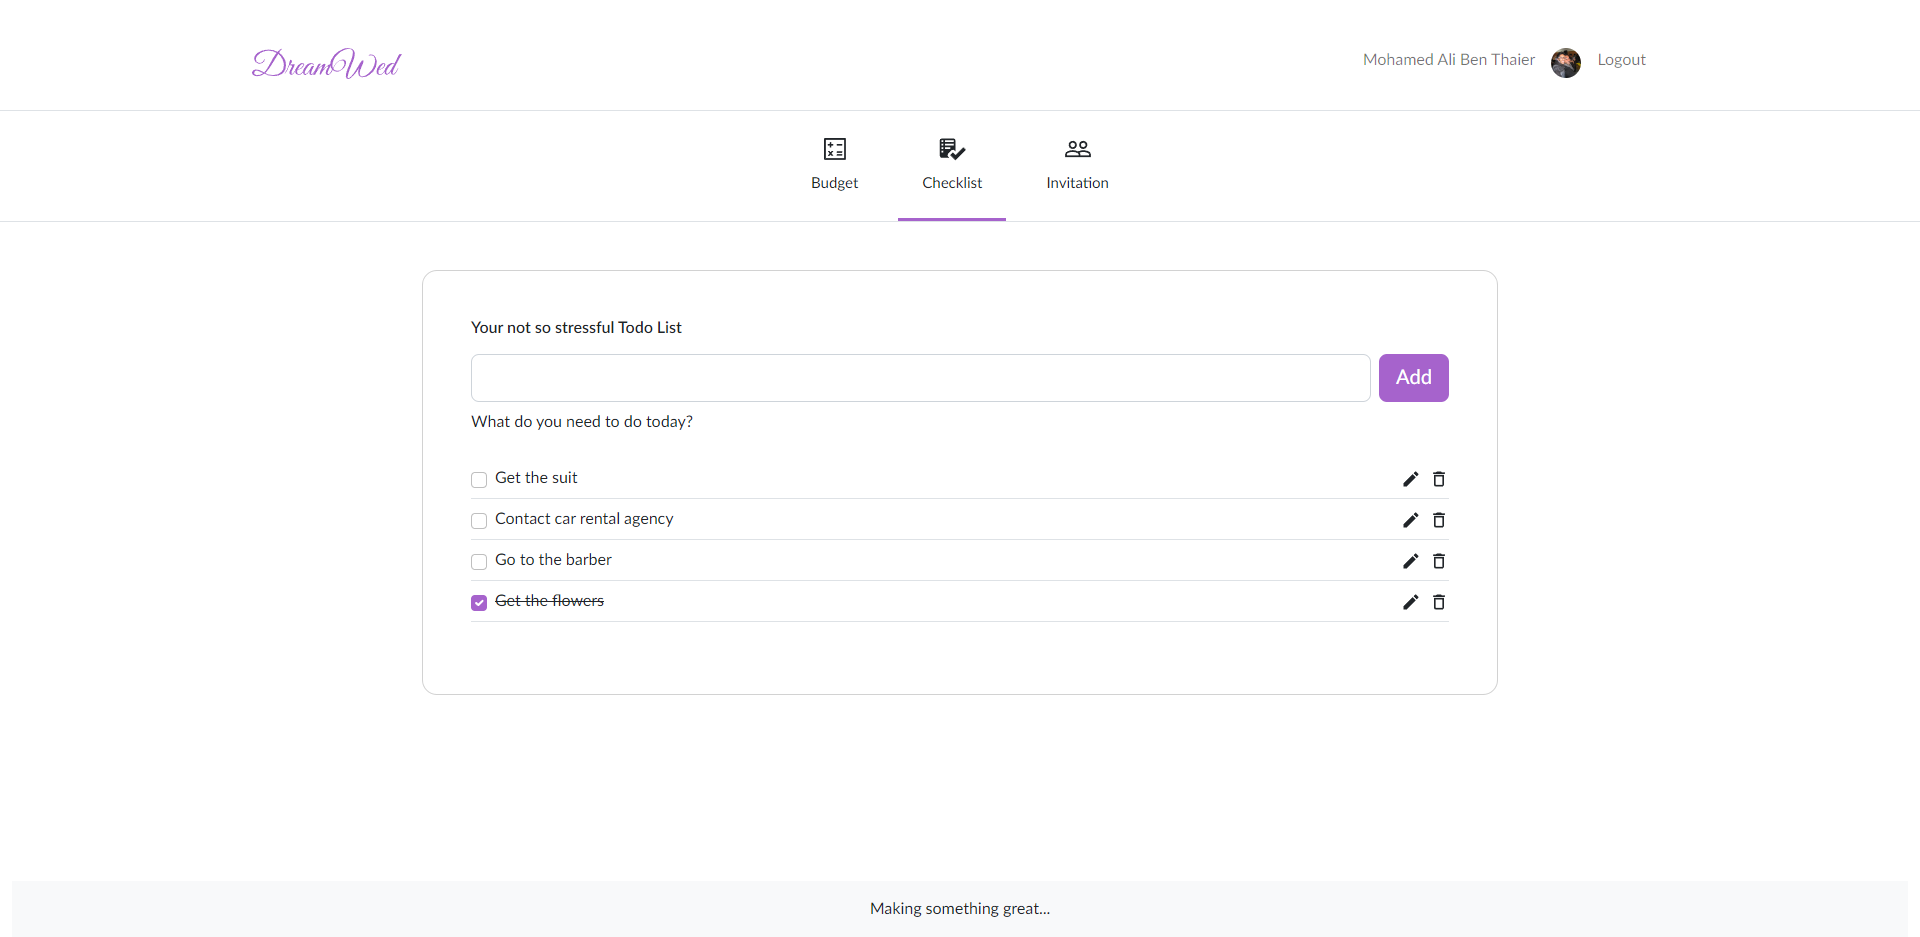 DreamWed
Mohamed Ali Ben Thaier
Logout
Budget
Checklist
Invitation
Your not so stressful Todo List
Add
What do you need to do today?
Get the suit
Contact car rental agency
Go to the barber
Get the flowers
Making something great...